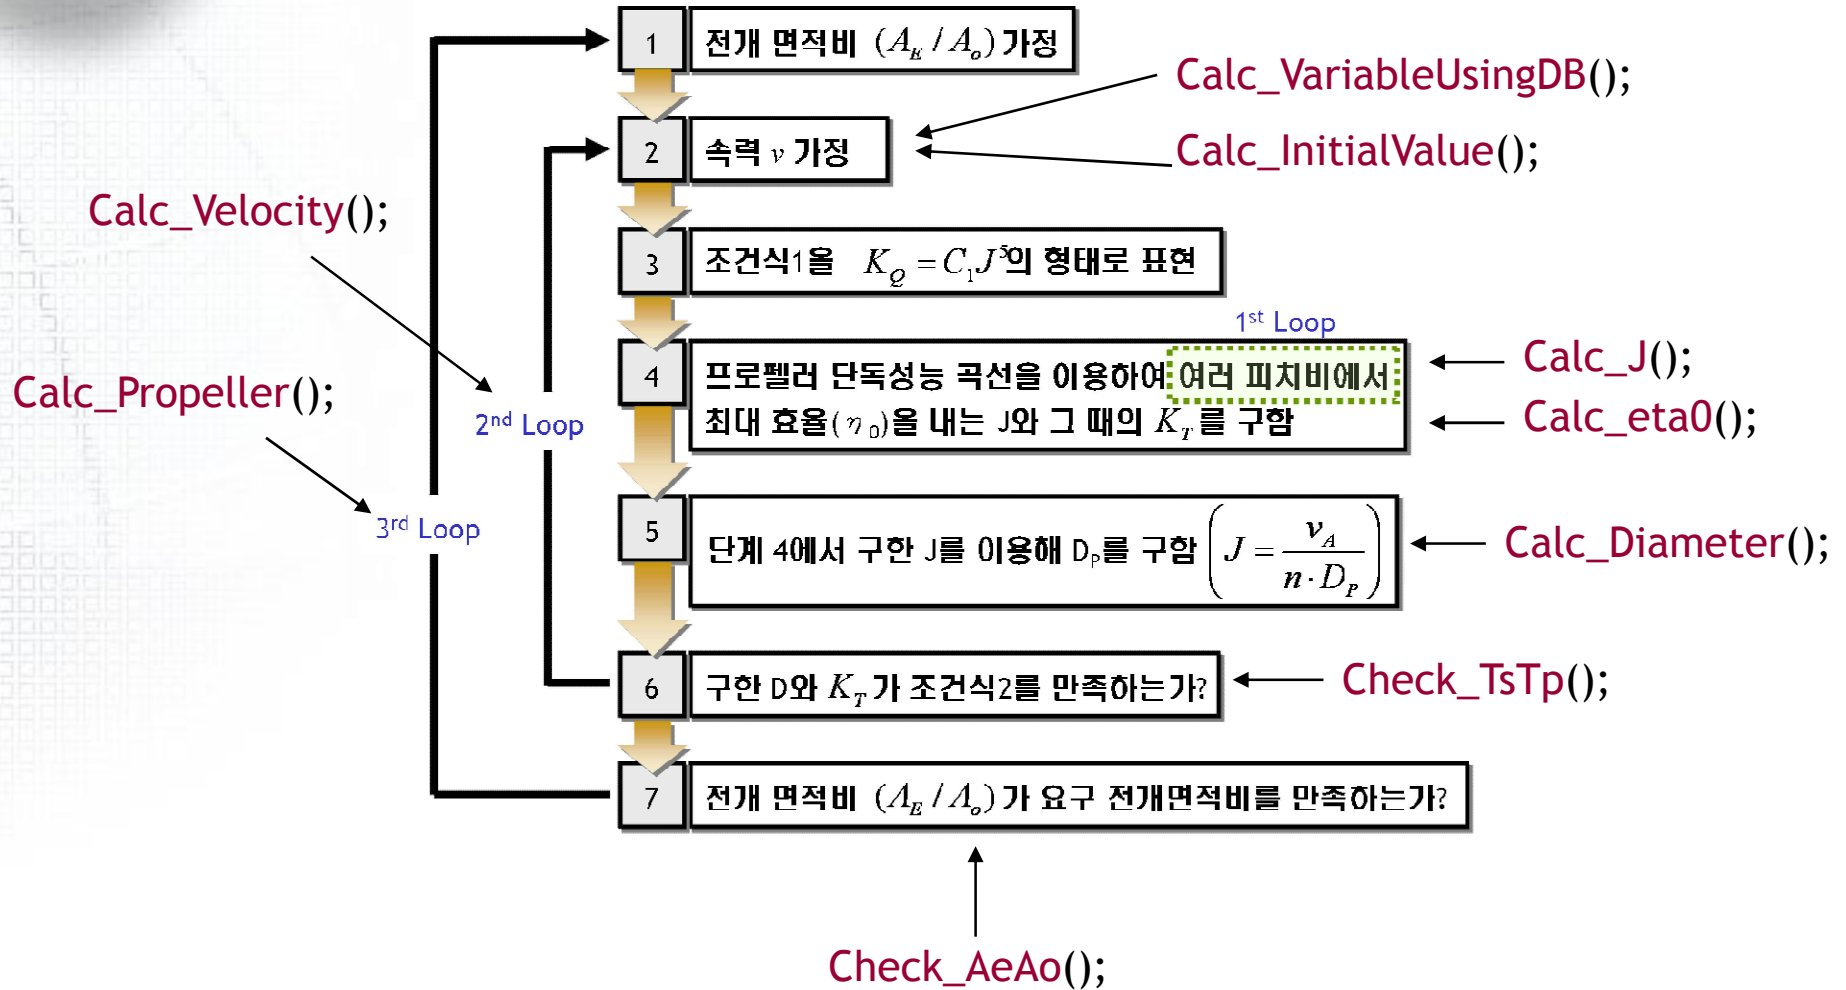 1 전개 면적비 (A_E / A_o) 가정
Calc_VariableUsingDB();
2 속력 v 가정
Calc_InitialValue();
Calc_Velocity();
3 조건식1을 K_Q = C_1 J^5의 형태로 표현
1st Loop
4 프로펠러 단독성능 곡선을 이용하여 여러 피치비에서
최대 효율(η_0)을 내는 J와 그 때의 K_T를 구함
Calc_J();
Calc_eta0();
Calc_Propeller();
2nd Loop
3rd Loop
5 단계 4에서 구한 J를 이용해 D_P를 구함 (J = v_A / (n · D_P))
Calc_Diameter();
6 구한 D와 K_T가 조건식2를 만족하는가?
Check_TsTp();
7 전개 면적비 (A_E / A_o)가 요구 전개면적비를 만족하는가?
Check_AeAo();